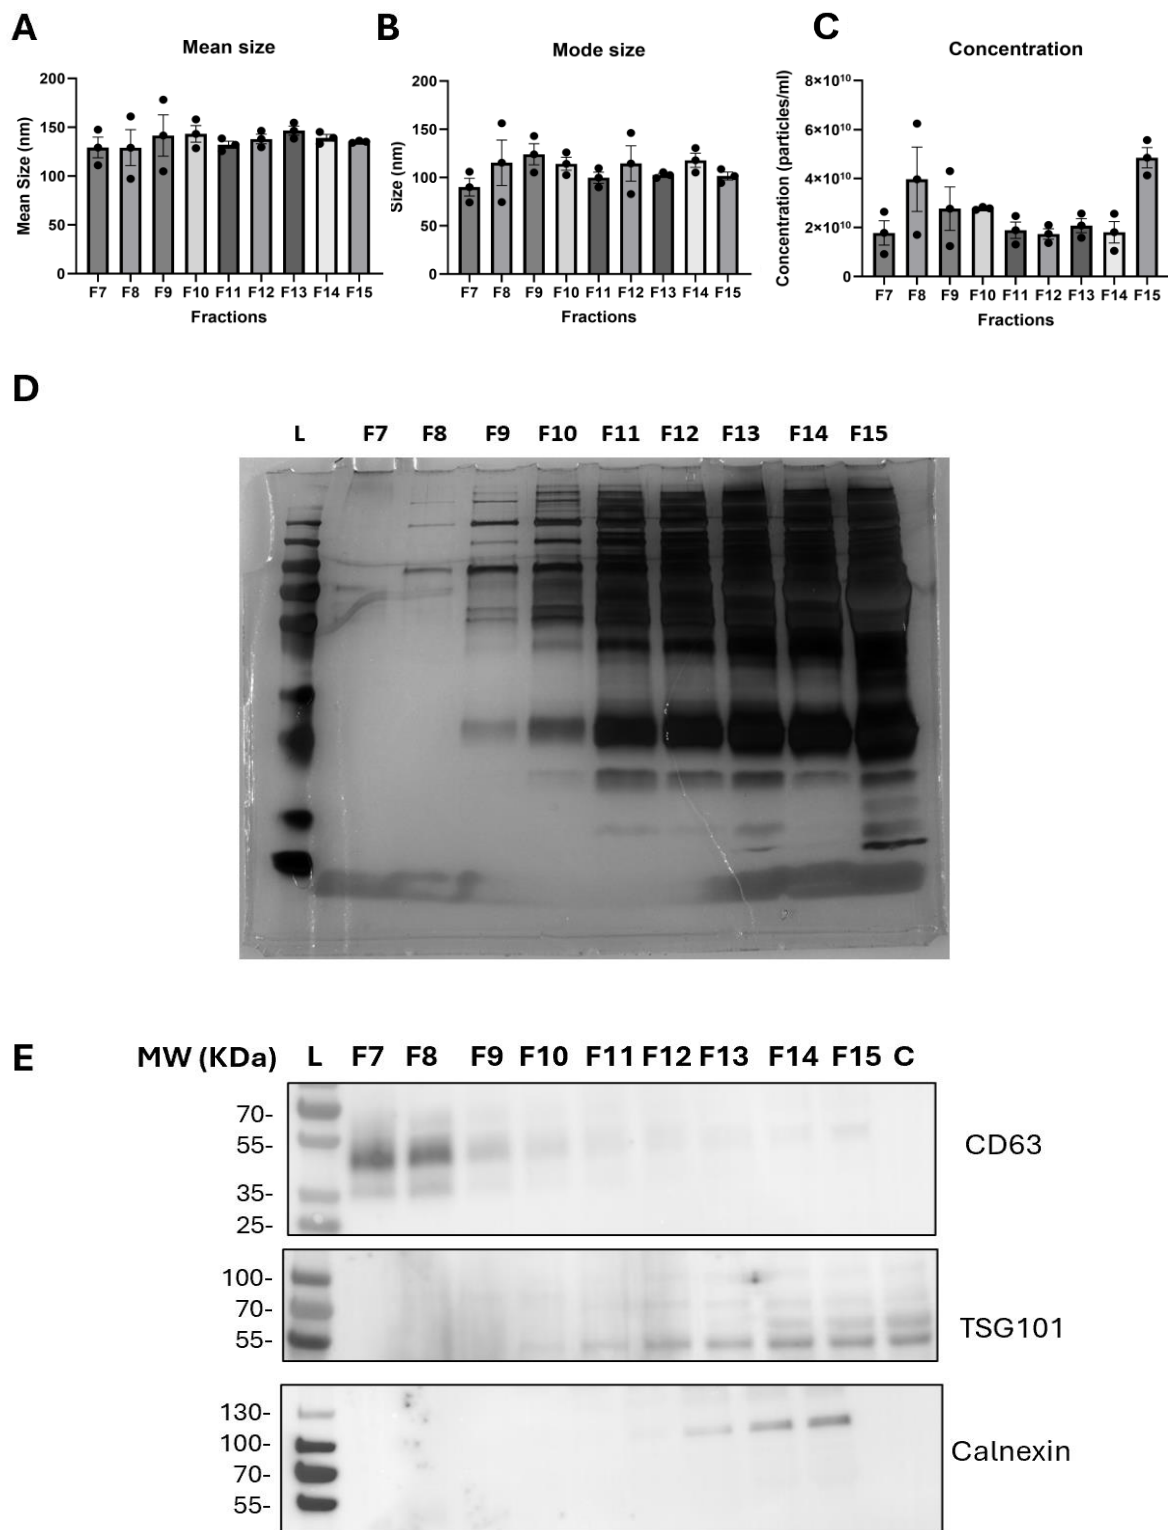 A
Mean size
Mean Size (nm)
200
150
100
50
0
F7 F8 F9 F10 F11 F12 F13 F14 F15
Fractions
B
Mode size
Size (nm)
200
150
100
50
0
F7 F8 F9 F10 F11 F12 F13 F14 F15
Fractions
C
Concentration
Concentration (particles/ml)
8×10¹⁰
6×10¹⁰
4×10¹⁰
2×10¹⁰
0
F7 F8 F9 F10 F11 F12 F13 F14 F15
Fractions
D
L F7 F8 F9 F10 F11 F12 F13 F14 F15
E
MW (KDa) L F7 F8 F9 F10 F11 F12 F13 F14 F15 C
70-
55-
35-
25-
CD63
100-
70-
55-
TSG101
130-
100-
70-
55-
Calnexin